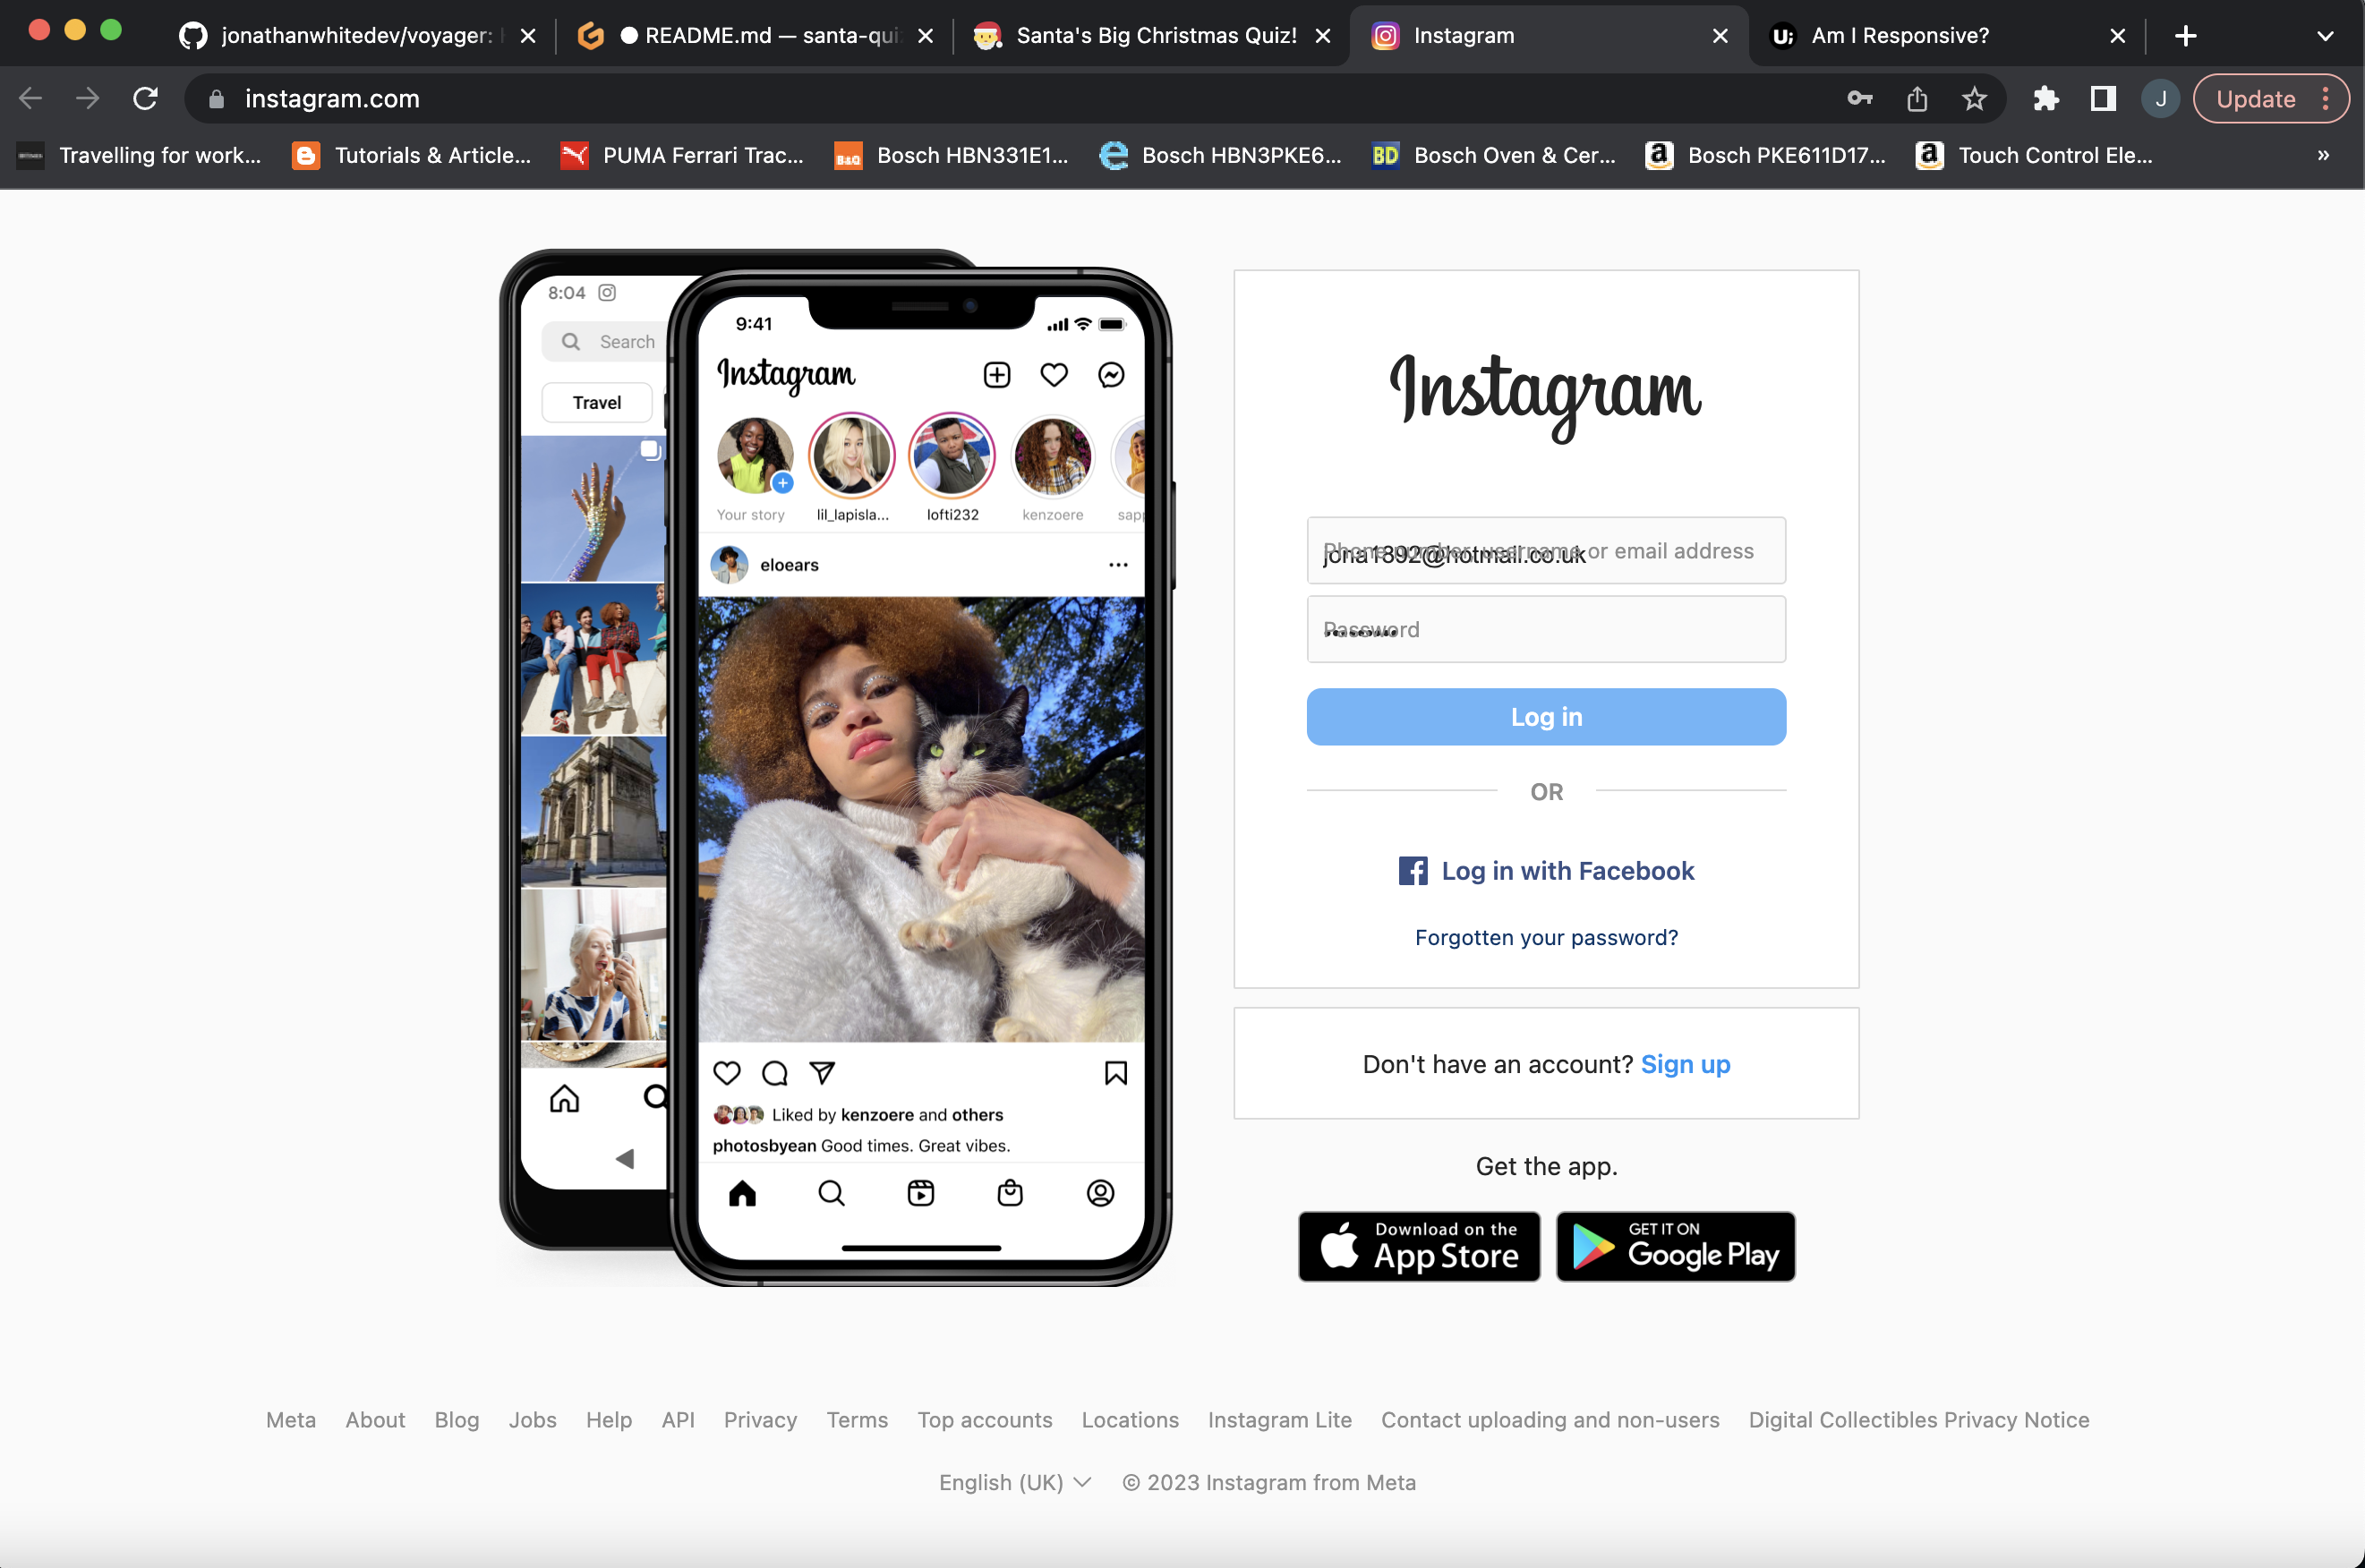 jonathanwhitedev/voyager:
README.md — santa-qui
Santa's Big Christmas Quiz!
Instagram
Am I Responsive?
instagram.com
J
Update
Travelling for work...
Tutorials & Article...
PUMA Ferrari Trac...
Bosch HBN331E1...
Bosch HBN3PKE6...
Bosch Oven & Cer...
Bosch PKE611D17...
Touch Control Ele...
»
8:04
Search
Travel
9:41
Instagram
Your story
lil_lapisla...
lofti232
kenzoere
sapp
eloears
Liked by kenzoere and others
photosbyean Good times. Great vibes.
Instagram
Phone number, username or email address
jona1892@hotmail.co.uk
Password
Log in
OR
Log in with Facebook
Forgotten your password?
Don't have an account? Sign up
Get the app.
Download on the
App Store
GET IT ON
Google Play
Meta About Blog Jobs Help API Privacy Terms Top accounts Locations Instagram Lite Contact uploading and non-users Digital Collectibles Privacy Notice
English (UK) © 2023 Instagram from Meta